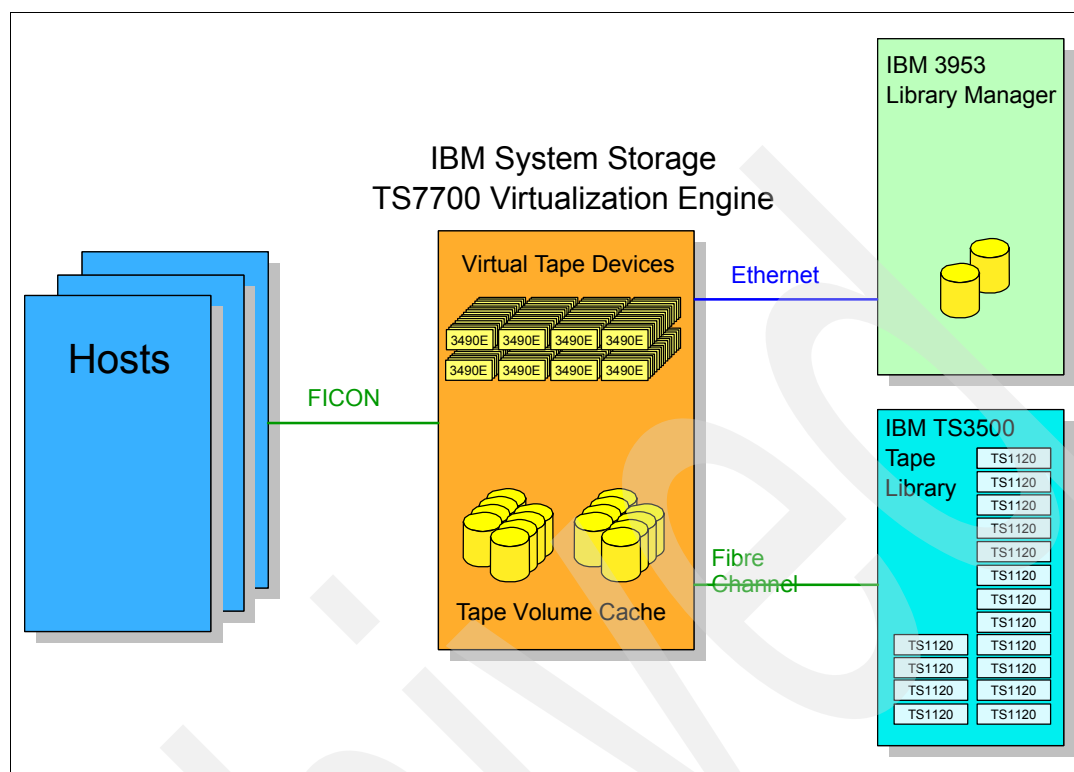 IBM System Storage
TS7700 Virtualization Engine
Hosts
FICON
Virtual Tape Devices
3490E 3490E 3490E 3490E
3490E 3490E 3490E 3490E
Tape Volume Cache
Ethernet
Fibre
Channel
IBM 3953
Library Manager
IBM TS3500
Tape
Library
TS1120
TS1120
TS1120
TS1120
TS1120
TS1120
TS1120
TS1120
TS1120 TS1120
TS1120 TS1120
TS1120 TS1120
TS1120 TS1120